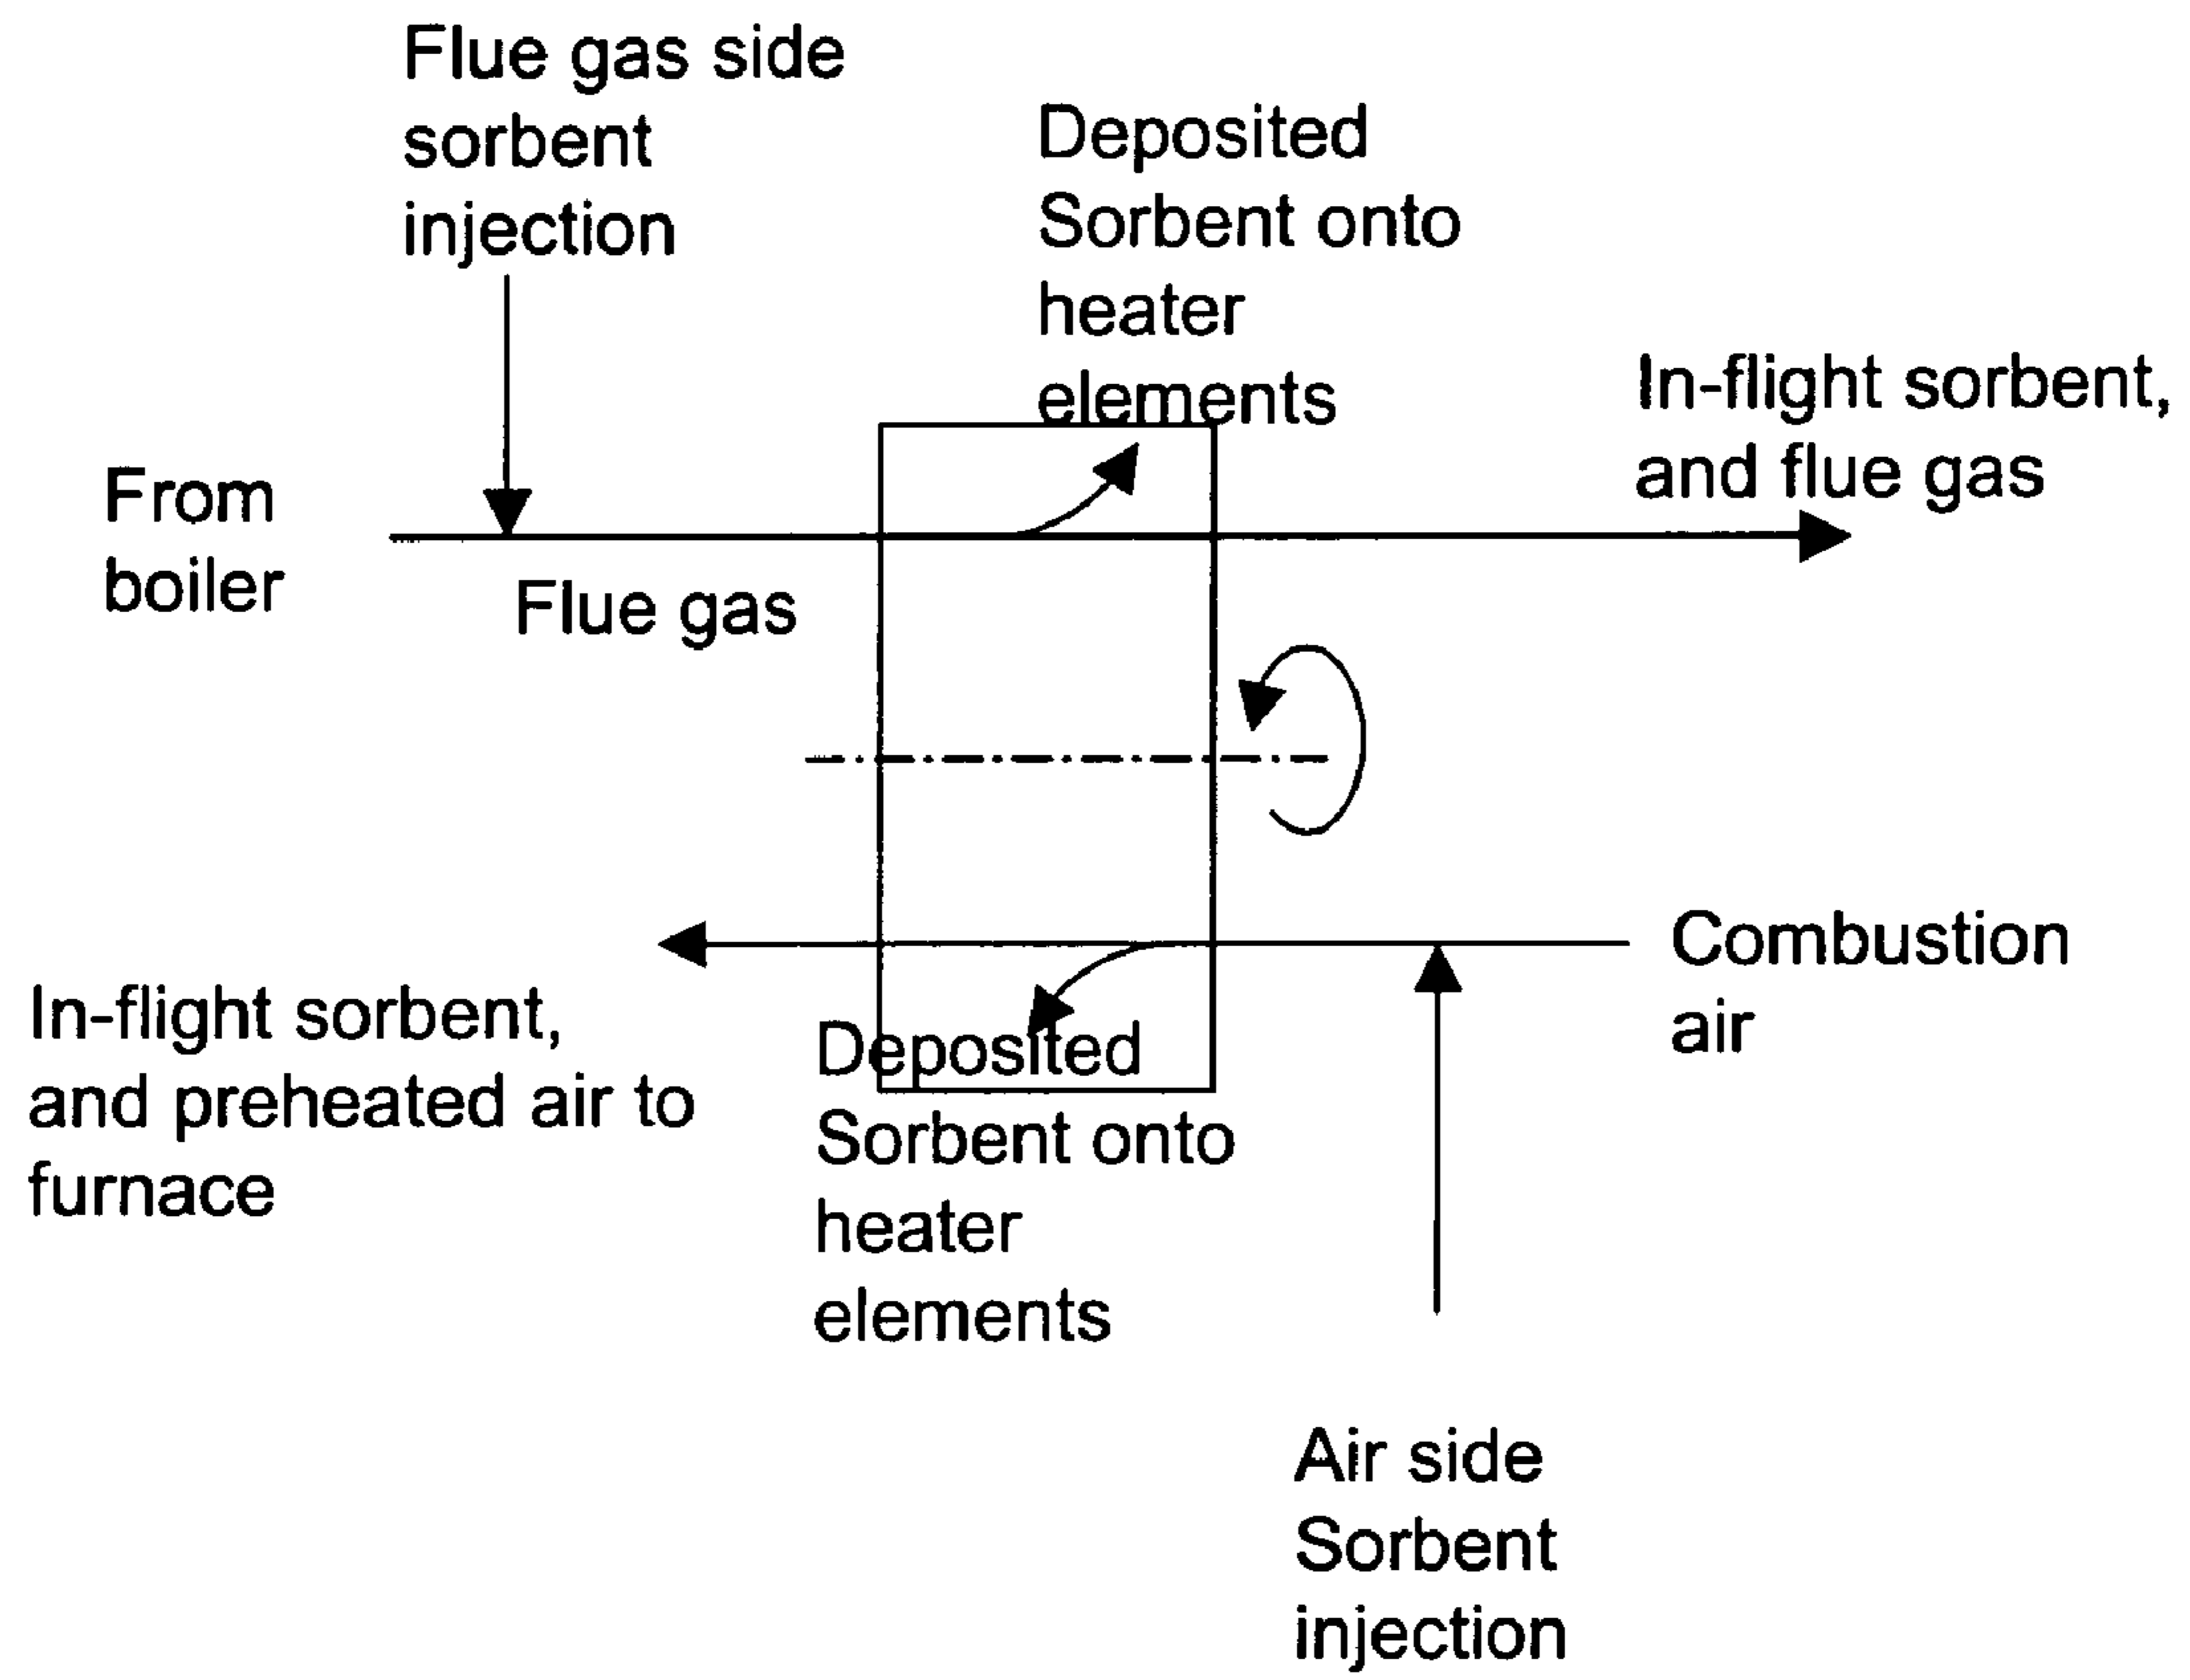 Flue gas side
sorbent
injection
Deposited
Sorbent onto
heater
elements
In-flight sorbent,
and flue gas
From
boiler
Flue gas
Combustion
air
In-flight sorbent,
and preheated air to
furnace
Deposited
Sorbent onto
heater
elements
Air side
Sorbent
injection